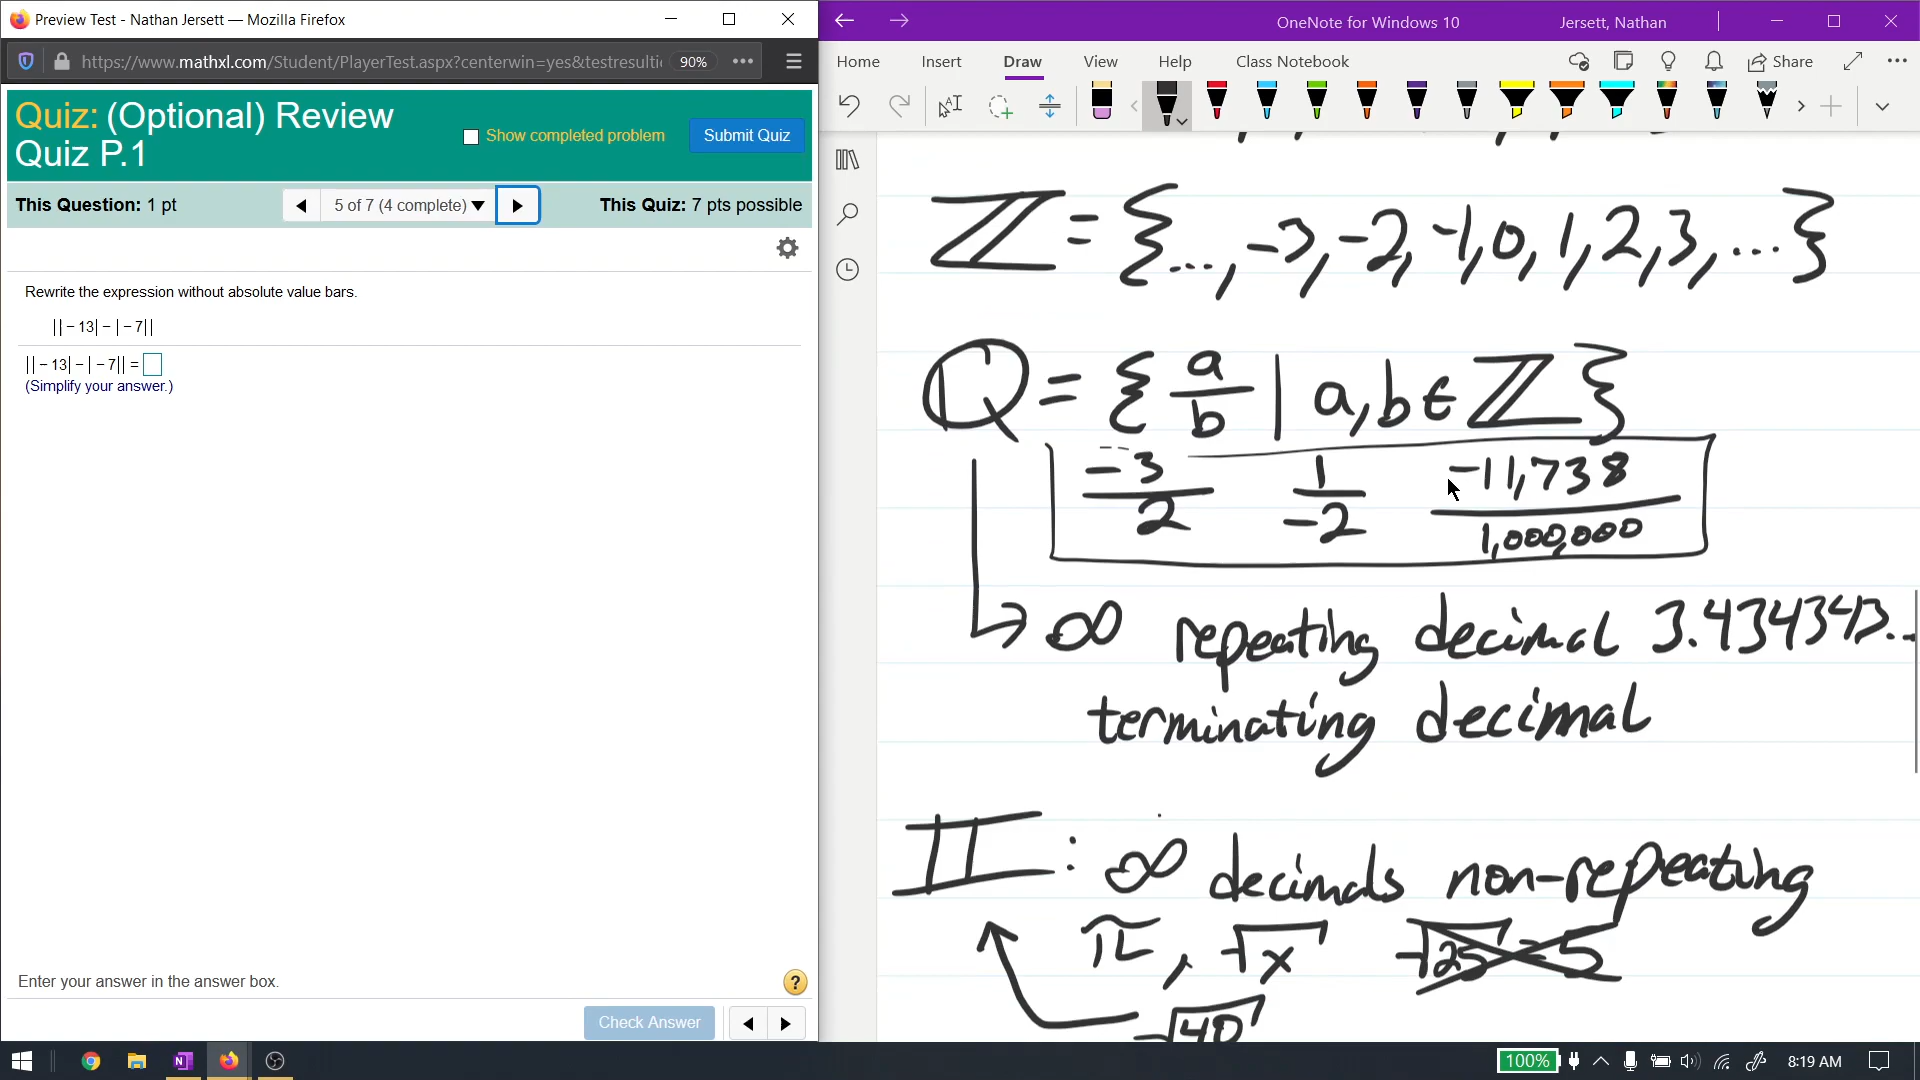 Preview Test - Nathan Jersett — Mozilla Firefox
https://www.mathxl.com/Student/PlayerTest.aspx?centerwin=yes&testresulti
90%
Quiz: (Optional) Review
Quiz P.1
Show completed problem
Submit Quiz
This Question: 1 pt
5 of 7 (4 complete)
This Quiz: 7 pts possible
Rewrite the expression without absolute value bars.
||−13|−|−7||
||−13|−|−7|| =
(Simplify your answer.)
Enter your answer in the answer box.
?
Check Answer
OneNote for Windows 10
Jersett, Nathan
Home Insert Draw View Help Class Notebook
Share
ℤ = {..., -3, -2, -1, 0, 1, 2, 3, ...}
ℚ = {a/b | a, b ∈ ℤ}
-3/2 1/-2 -11,738/1,000,000
→ ∞ repeating decimal 3.434343...
terminating decimal
𝕀 : ∞ decimals non-repeating
π, √x √25 = 5
√40
100%
8:19 AM